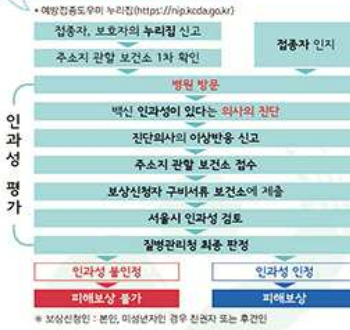 • 예방접종도우미 누리집(https://nip.kcda.go.kr)
접종자, 보호자의 누리집 신고
접종자 인지
주소지 관할 보건소 1차 확인
병원 방문
백신 인과성이 있다는 의사의 진단
진단의사의 이상반응 신고
주소지 관할 보건소 접수
보상신청자 구비서류 보건소에 제출
서울시 인과성 검토
질병관리청 최종 판정
인과성 평가
인과성 불인정
인과성 인정
피해보상 불가
피해보상
※ 보상신청인 : 본인, 미성년자인 경우 친권자 또는 후견인